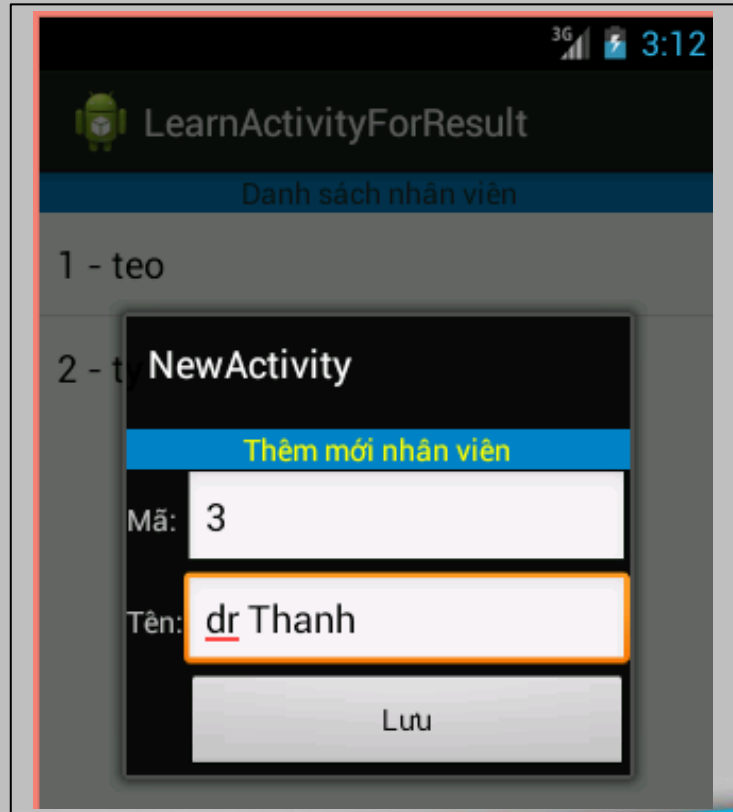 3G 3:12
LearnActivityForResult
Danh sách nhân viên
1 - teo
2 - ty
NewActivity
Thêm mới nhân viên
Mã: 3
Tên: dr Thanh
Lưu